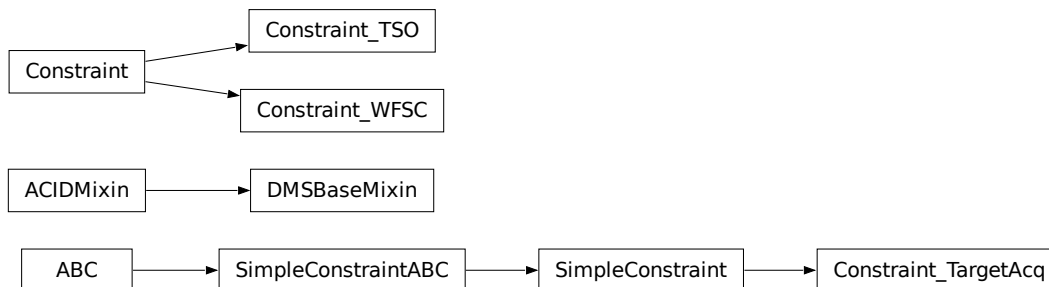 Constraint_TSO
Constraint
Constraint_WFSC
ACIDMixin DMSBaseMixin
ABC SimpleConstraintABC SimpleConstraint Constraint_TargetAcq